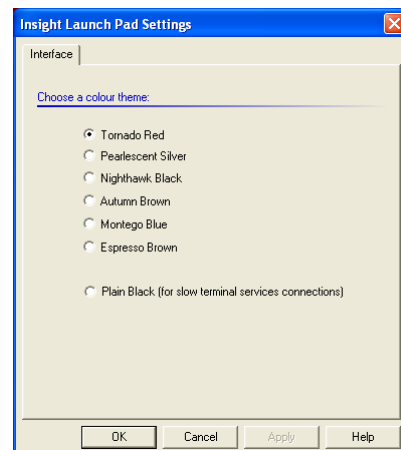 Insight Launch Pad Settings
Interface
Choose a colour theme:
Tornado Red
Pearlescent Silver
Nighthawk Black
Autumn Brown
Montego Blue
Espresso Brown
Plain Black (for slow terminal services connections)
OK Cancel Apply Help